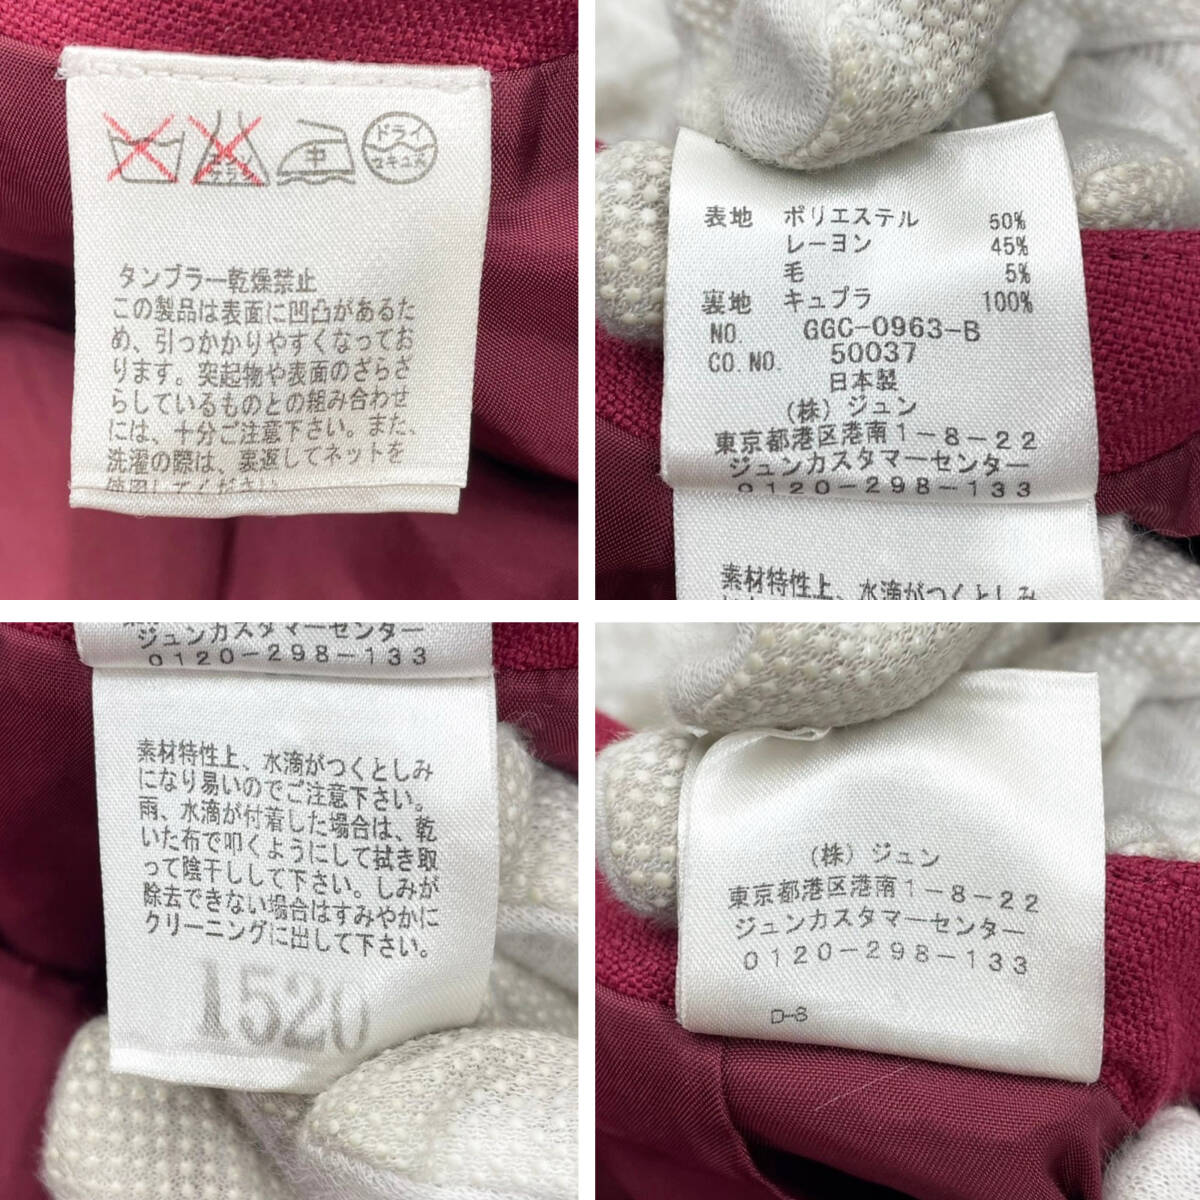 中
ドライ
タンブラー乾燥禁止
この製品は表面に凹凸があるた
め、引っかかりやすくなってお
ります。突起物や表面のざらざ
らしているものとの組み合わせ
には、十分ご注意下さい。また、
洗濯の際は、裏返してネットを
使用してください
表地 ポリエステル 50%
レーヨン 45%
毛 5%
裏地 キュプラ 100%
NO. GGC-0963-B
CO.NO. 50037
日本製
(株)ジュン
東京都港区港南1-8-22
ジュンカスタマーセンター
0120-298-133
素材特性上、水滴がつくとしみ
ジュンカスタマーセンター
0120-298-133
素材特性上、水滴がつくとしみ
になり易いのでご注意下さい。
雨、水滴が付着した場合は、乾
いた布で叩くようにして拭き取
って陰干しして下さい。しみが
除去できない場合はすみやかに
クリーニングに出して下さい。
1520
(株)ジュン
東京都港区港南1-8-22
ジュンカスタマーセンター
0120-298-133
D-8